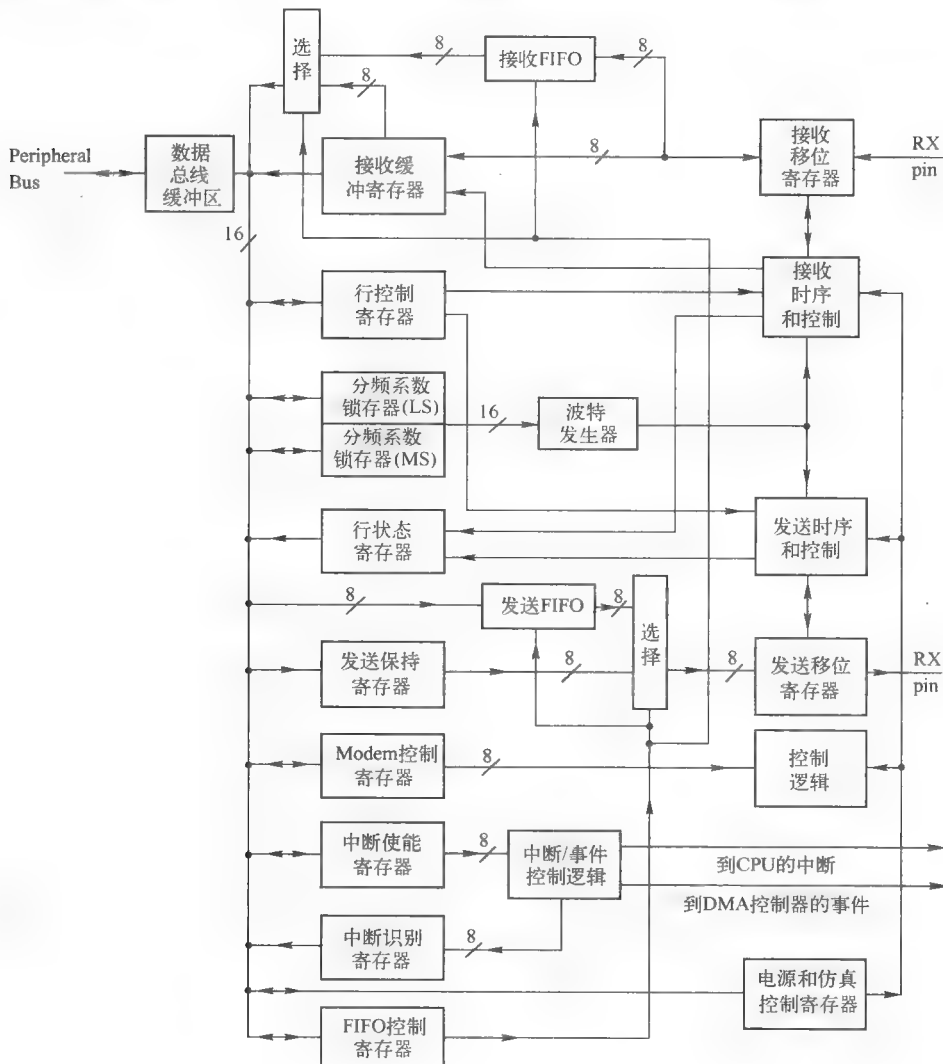 选
择
8
接收FIFO
8
8
Peripheral
Bus
数据
总线
缓冲区
接收缓
冲寄存器
8
接收
移位
寄存器
RX
pin
16
行控制
寄存器
接收
时序
和控制
分频系数
锁存器(LS)
分频系数
锁存器(MS)
16
波特
发生器
行状态
寄存器
发送时序
和控制
8
发送FIFO
8
选
择
发送保持
寄存器
8
8
发送移位
寄存器
RX
pin
Modem控制
寄存器
8
控制
逻辑
中断使能
寄存器
8
中断/事件
控制逻辑
到CPU的中断
到DMA控制器的事件
中断识别
寄存器
8
电源和仿真
控制寄存器
FIFO控制
寄存器